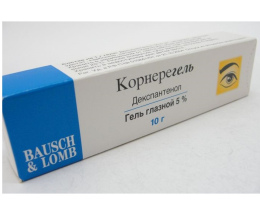 Корнерегель
Декспантенол
Гель глазной 5 %
10 г
BAUSCH
& LOMB